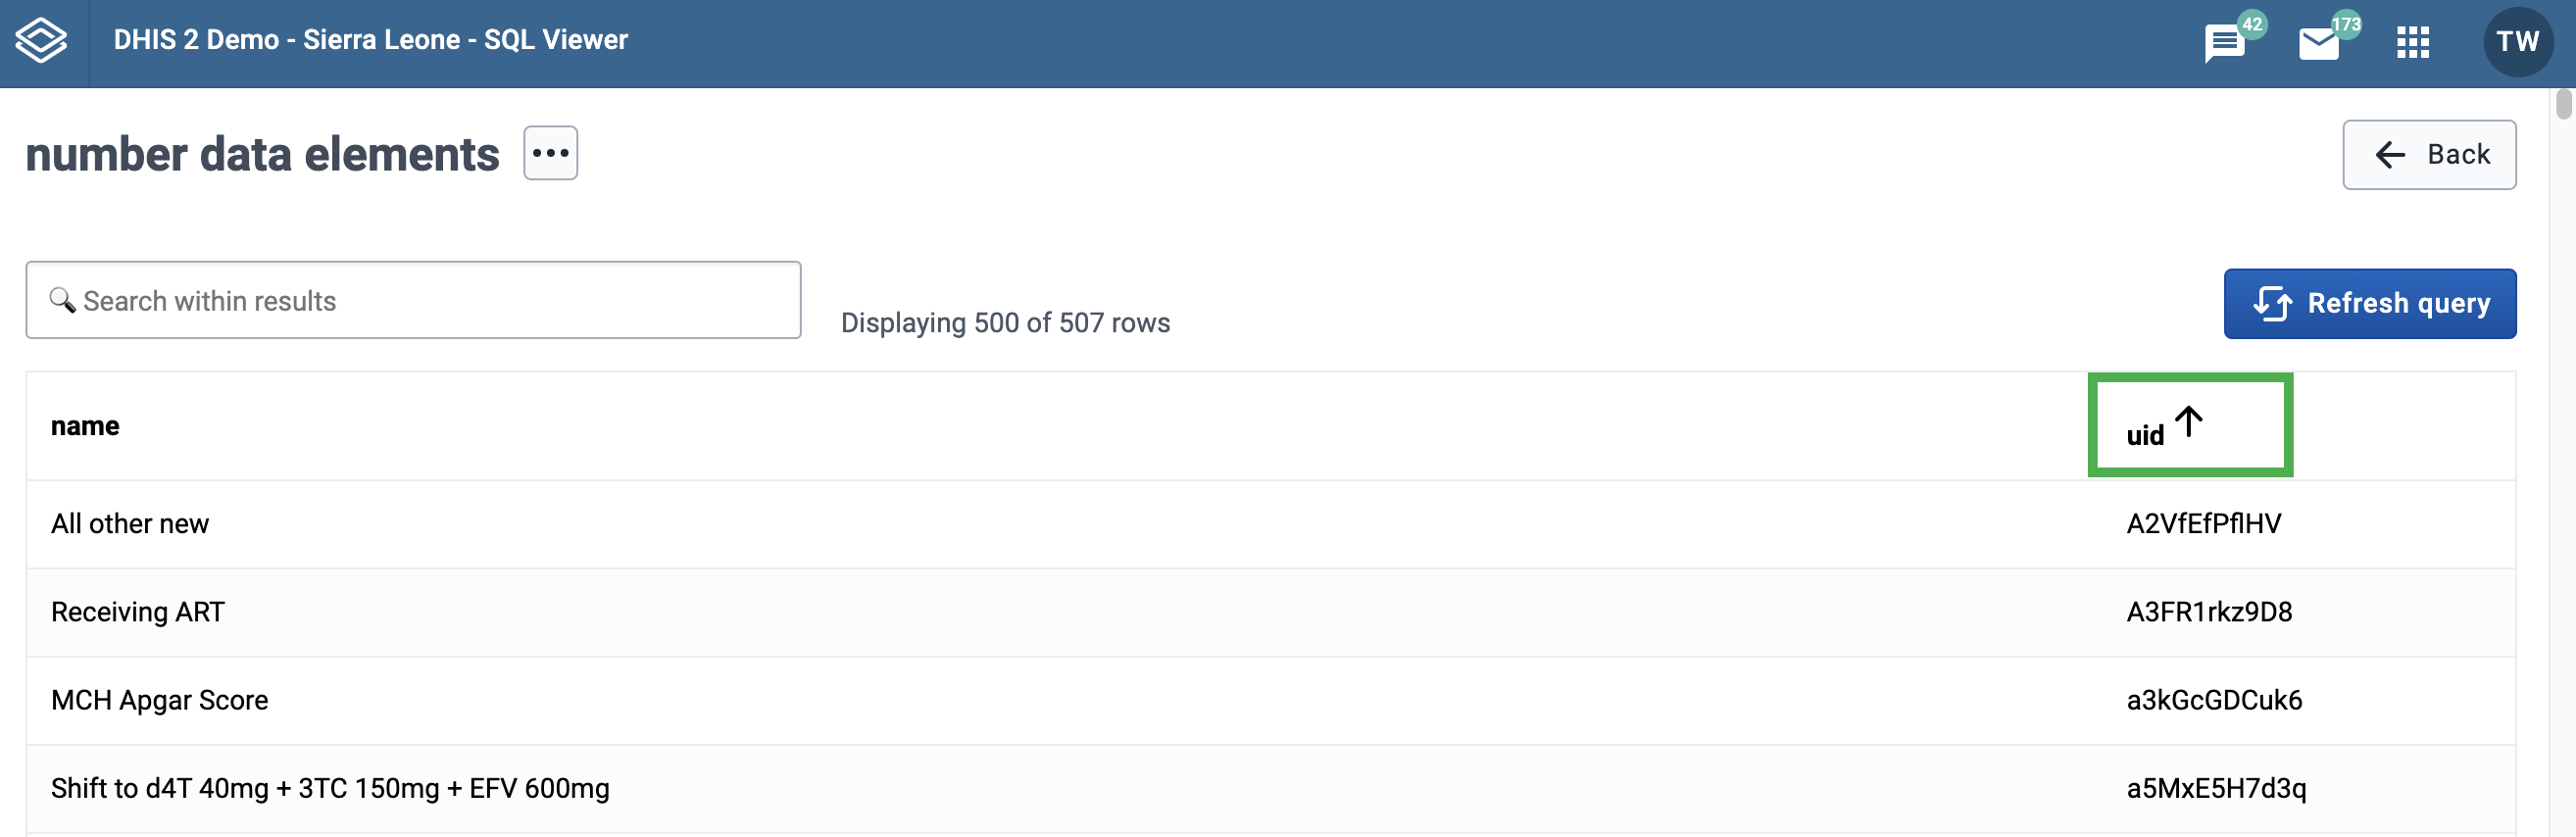 DHIS 2 Demo - Sierra Leone - SQL Viewer
42
173
TW
number data elements
Back
Search within results
Displaying 500 of 507 rows
Refresh query
name
uid
All other new
A2VfEfPflHV
Receiving ART
A3FR1rkz9D8
MCH Apgar Score
a3kGcGDCuk6
Shift to d4T 40mg + 3TC 150mg + EFV 600mg
a5MxE5H7d3q